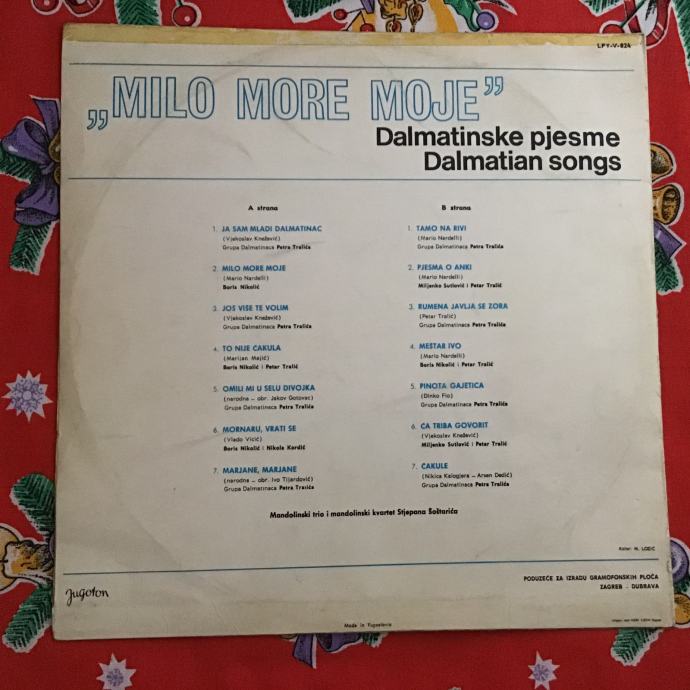 LPY-V-824
„MILO MORE MOJE”
Dalmatinske pjesme
Dalmatian songs
A strana
1. JA SAM MLADI DALMATINAC
(Vjekoslav Knežević)
Grupa Dalmatinaca Petra Tralića
2. MILO MORE MOJE
(Mario Nardelli)
Boris Nikolić
3. JOŠ VIŠE TE VOLIM
(Vjekoslav Knežević)
Grupa Dalmatinaca Petra Tralića
4. TO NIJE ČAKULA
(Marijan Majić)
Boris Nikolić i Petar Tralić
5. OMILI MI U SELU DIVOJKA
(narodna – obr. Jakov Gotovac)
Grupa Dalmatinaca Petra Tralića
6. MORNARU, VRATI SE
(Vlado Vicić)
Boris Nikolić i Nikola Kordić
7. MARJANE, MARJANE
(narodna – obr. Ivo Tijardović)
Grupa Dalmatinaca Petra Tralića
B strana
1. TAMO NA RIVI
(Mario Nardelli)
Grupa Dalmatinaca Petra Tralića
2. PJESMA O ANKI
(Mario Nardelli)
Miljenko Sutlović i Petar Tralić
3. RUMENA JAVLJA SE ZORA
(Petar Tralić)
Grupa Dalmatinaca Petra Tralića
4. MEŠTAR IVO
(Mario Nardelli)
Boris Nikolić i Petar Tralić
5. PINOTA GAJETICA
(Dinko Fio)
Grupa Dalmatinaca Petra Tralića
6. ČA TRIBA GOVORIT
(Vjekoslav Knežević)
Miljenko Sutlović i Petar Tralić
7. ČAKULE
(Nikica Kalogjera – Arsen Dedić)
Grupa Dalmatinaca Petra Tralića
Mandolinski trio i mandolinski kvartet Stjepana Šoštarića
PODUZEĆE ZA IZRADU GRAMOFONSKIH PLOČA
ZAGREB - DUBRAVA
Jugoton
Made in Yugoslavia